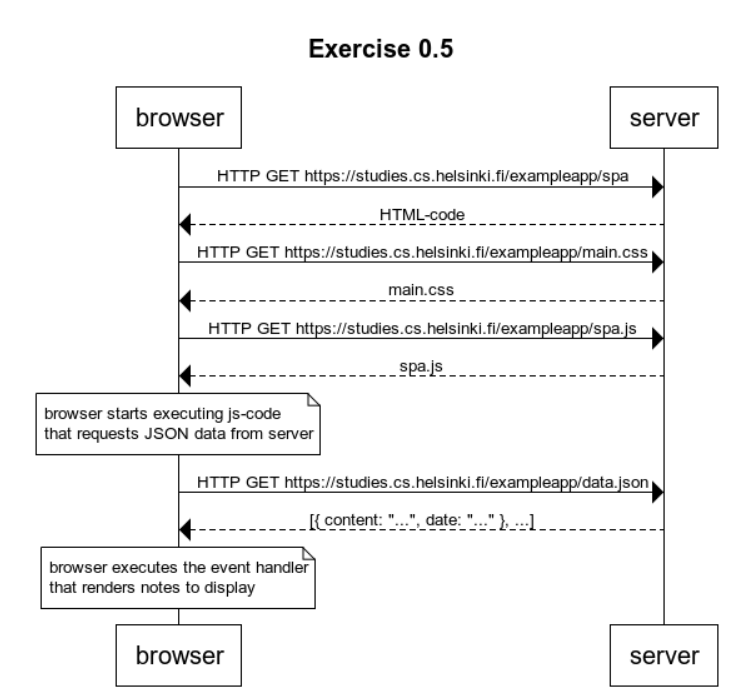 Exercise 0.5
browser
server
HTTP GET https://studies.cs.helsinki.fi/exampleapp/spa
HTML-code
HTTP GET https://studies.cs.helsinki.fi/exampleapp/main.css
main.css
HTTP GET https://studies.cs.helsinki.fi/exampleapp/spa.js
spa.js
browser starts executing js-code
that requests JSON data from server
HTTP GET https://studies.cs.helsinki.fi/exampleapp/data.json
[{ content: "...", date: "..." }, ...]
browser executes the event handler
that renders notes to display
browser
server